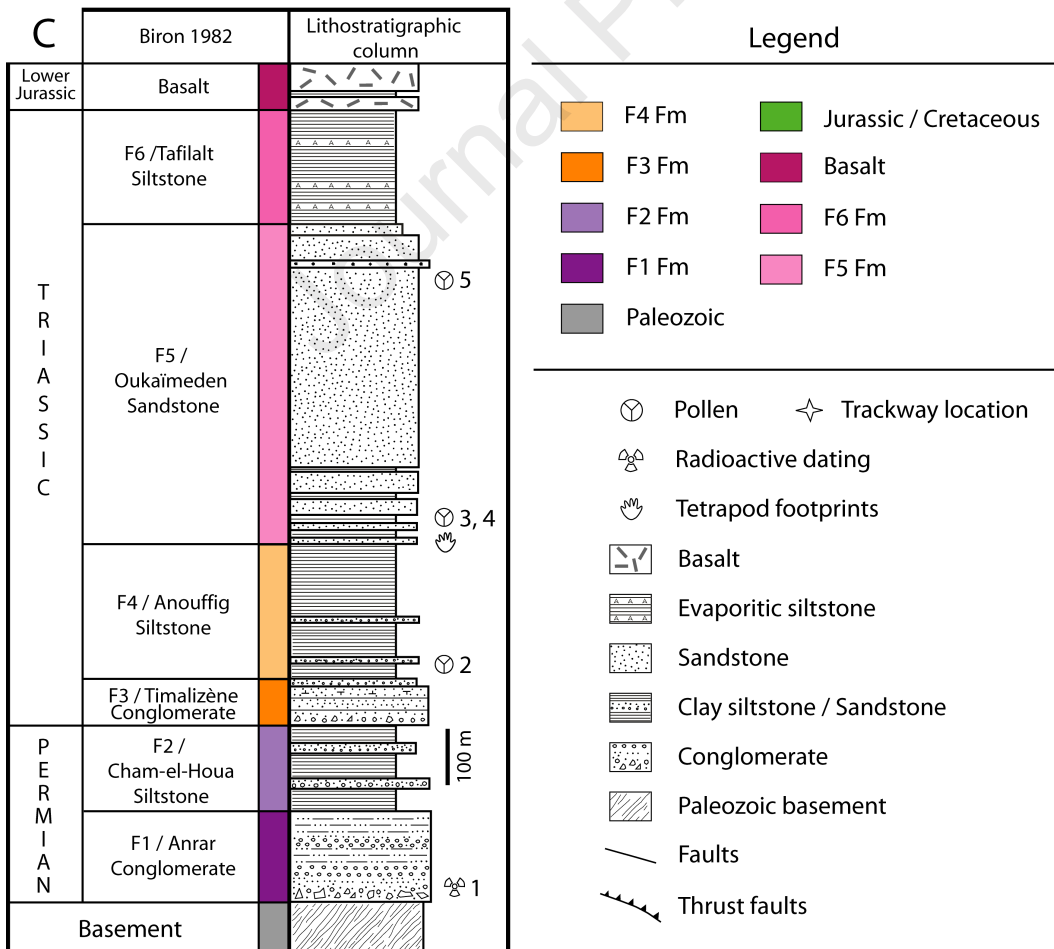 C
Biron 1982
Lithostratigraphic
column
Lower
Jurassic
Basalt
TRIASSIC
F6 /Tafilalt
Siltstone
F5 /
Oukaïmeden
Sandstone
5
3, 4
F4 / Anouffig
Siltstone
2
F3 / Timalizène
Conglomerate
PERMIAN
F2 /
Cham-el-Houa
Siltstone
100 m
F1 / Anrar
Conglomerate
1
Basement
Legend
F4 Fm
F3 Fm
F2 Fm
F1 Fm
Paleozoic
Jurassic / Cretaceous
Basalt
F6 Fm
F5 Fm
Pollen
Trackway location
Radioactive dating
Tetrapod footprints
Basalt
Evaporitic siltstone
Sandstone
Clay siltstone / Sandstone
Conglomerate
Paleozoic basement
Faults
Thrust faults
Journal P